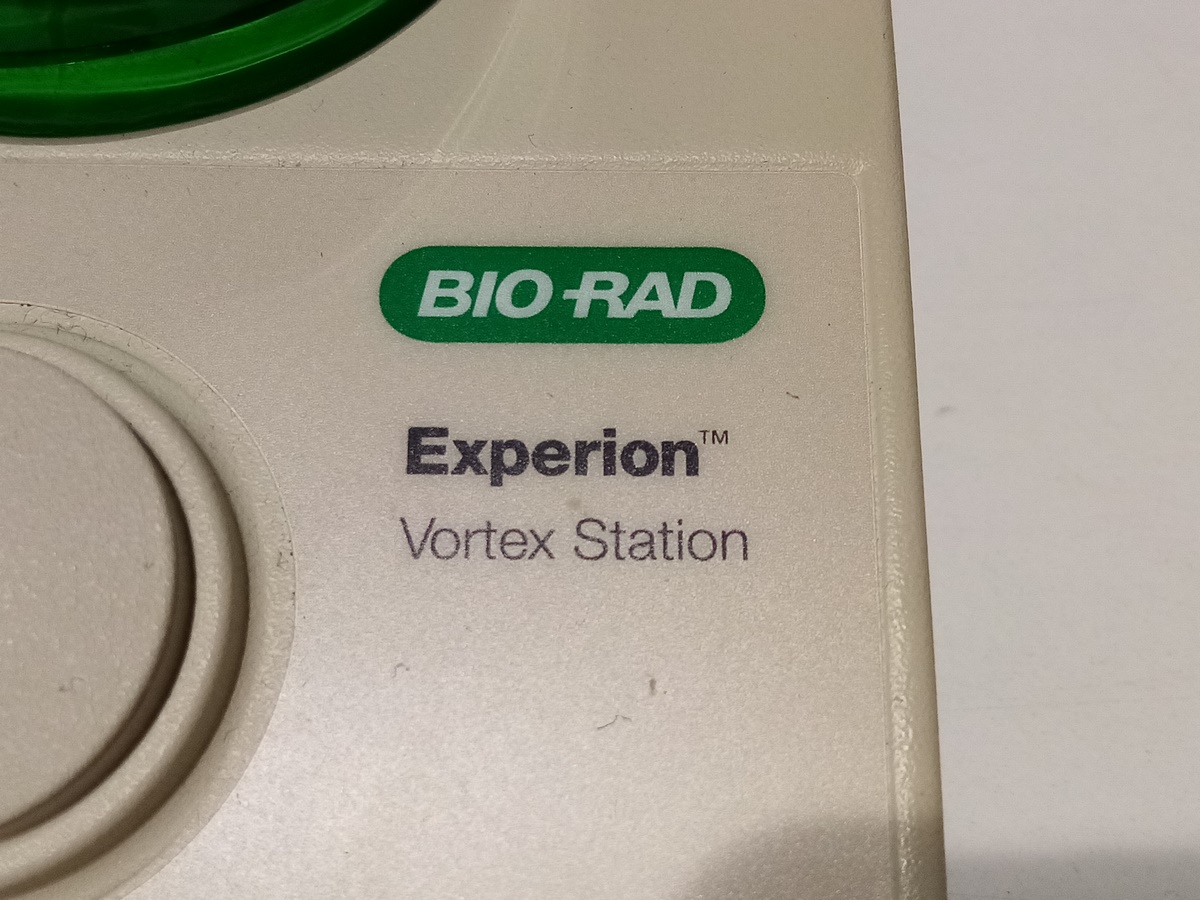 BIO-RAD
Experion™
Vortex Station